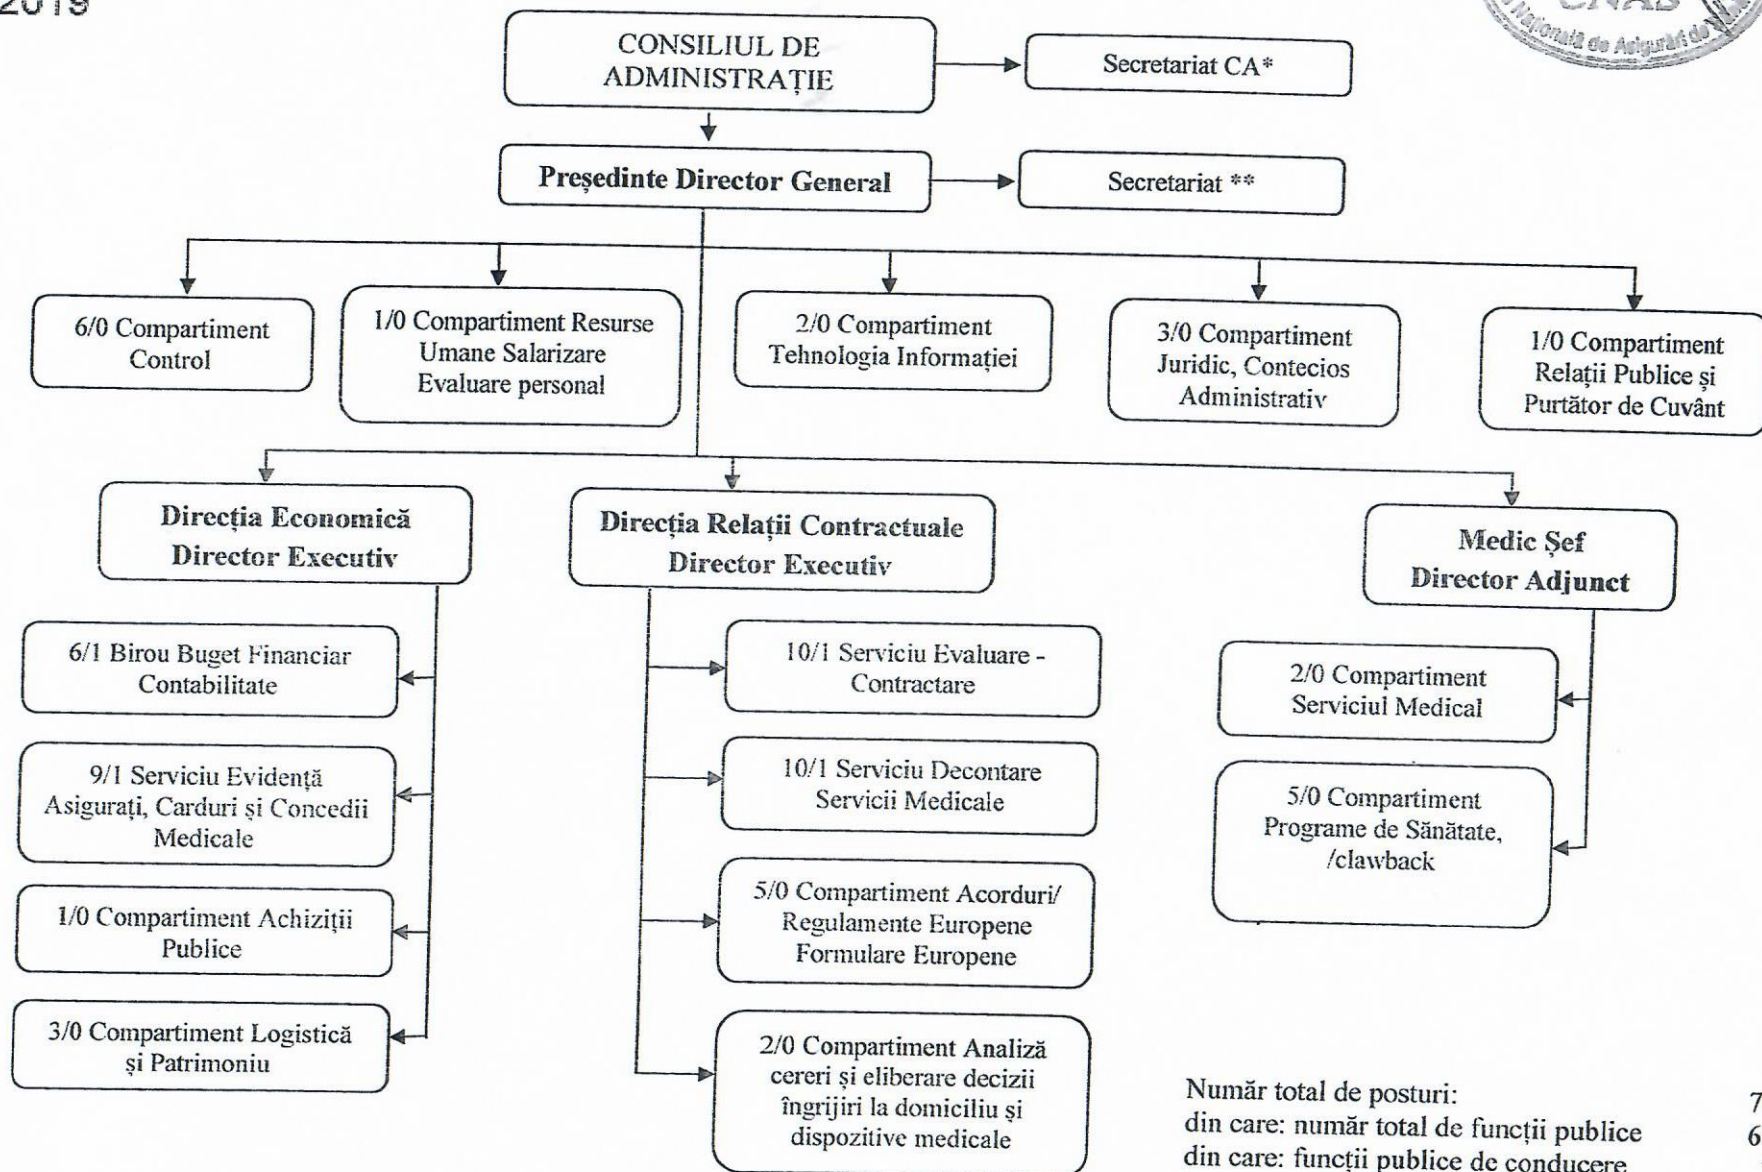 2019
CNAS
Națională de Asigurări de
CONSILIUL DE
ADMINISTRAȚIE
Secretariat CA*
Președinte Director General
Secretariat **
6/0 Compartiment
Control
1/0 Compartiment Resurse
Umane Salarizare
Evaluare personal
2/0 Compartiment
Tehnologia Informației
3/0 Compartiment
Juridic, Contecios
Administrativ
1/0 Compartiment
Relații Publice și
Purtător de Cuvânt
Direcția Economică
Director Executiv
Direcția Relații Contractuale
Director Executiv
Medic Șef
Director Adjunct
6/1 Birou Buget Financiar
Contabilitate
9/1 Serviciu Evidență
Asigurați, Carduri și Concedii
Medicale
1/0 Compartiment Achiziții
Publice
3/0 Compartiment Logistică
și Patrimoniu
10/1 Serviciu Evaluare -
Contractare
10/1 Serviciu Decontare
Servicii Medicale
5/0 Compartiment Acorduri/
Regulamente Europene
Formulare Europene
2/0 Compartiment Analiză
cereri și eliberare decizii
îngrijiri la domiciliu și
dispozitive medicale
2/0 Compartiment
Serviciul Medical
5/0 Compartiment
Programe de Sănătate,
/clawback
Număr total de posturi: 7
din care: număr total de funcții publice 6
din care: funcții publice de conducere